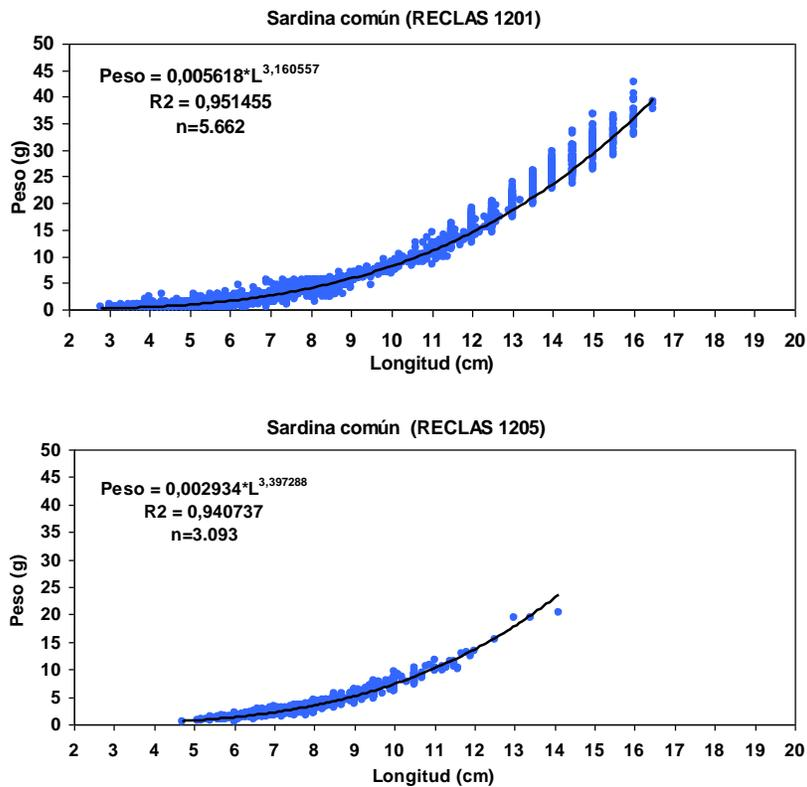 Sardina común (RECLAS 1201)
50
45
40
35
30
25
20
15
10
5
0
Peso (g)
Peso = 0,005618*L^3,160557
R2 = 0,951455
n=5.662
2 3 4 5 6 7 8 9 10 11 12 13 14 15 16 17 18 19 20
Longitud (cm)
Sardina común (RECLAS 1205)
50
45
40
35
30
25
20
15
10
5
0
Peso (g)
Peso = 0,002934*L^3,397288
R2 = 0,940737
n=3.093
2 3 4 5 6 7 8 9 10 11 12 13 14 15 16 17 18 19 20
Longitud (cm)